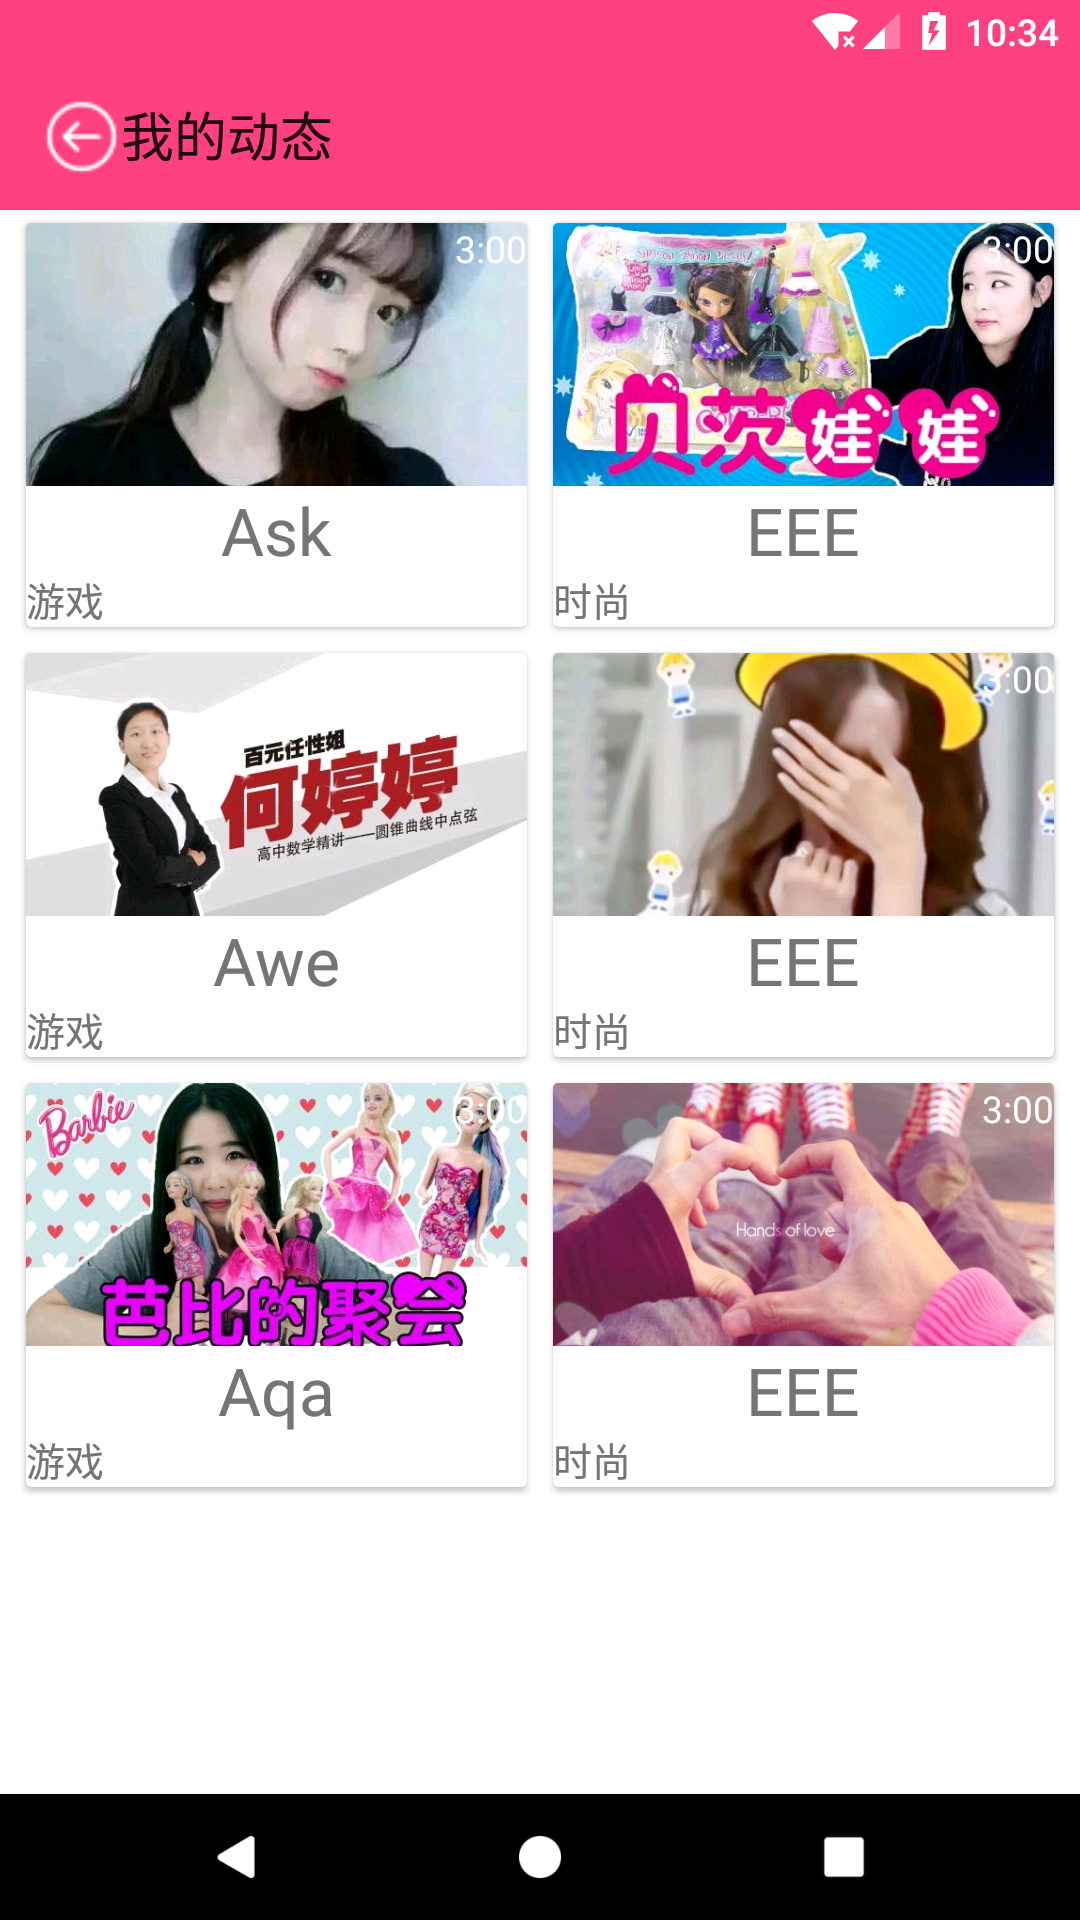 10:34
我的动态
3:00
3:00
贝茨娃娃
Ask
EEE
游戏
时尚
3:00
百元任性姐
何婷婷
高中数学精讲——圆锥曲线中点弦
Awe
EEE
游戏
时尚
Barbie
3:00
3:00
Hands of love
芭比的聚会
Aqa
EEE
游戏
时尚